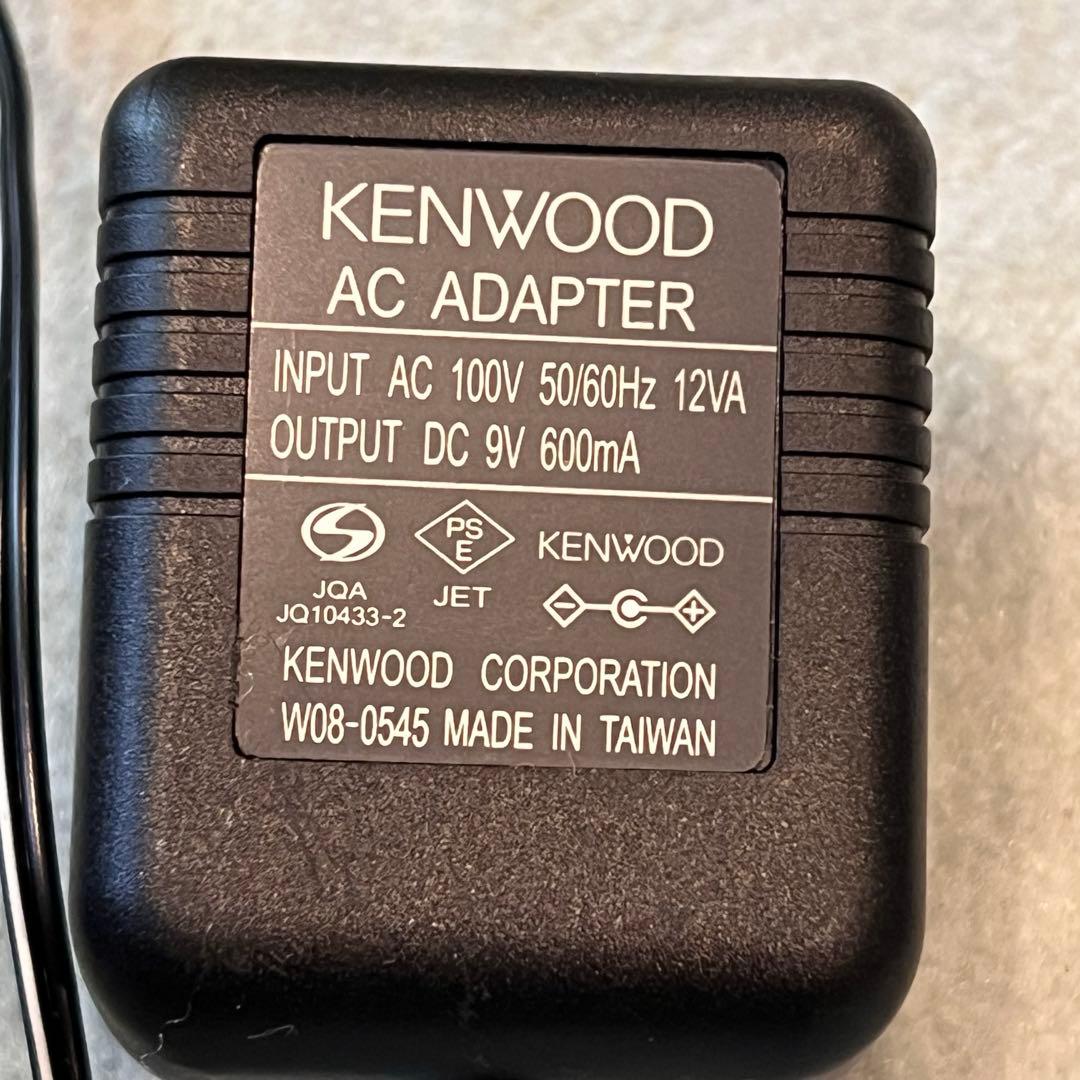 KENWOOD
AC ADAPTER
INPUT AC 100V 50/60Hz 12VA
OUTPUT DC 9V 600mA
PS
E
KENWOOD
JQA
JET
JQ10433-2
- +
KENWOOD CORPORATION
W08-0545 MADE IN TAIWAN